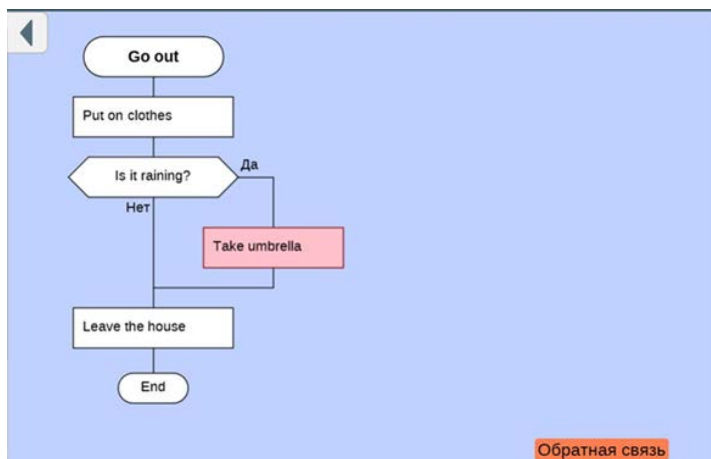 Go out
Put on clothes
Is it raining?
Да
Нет
Take umbrella
Leave the house
End
Обратная связь